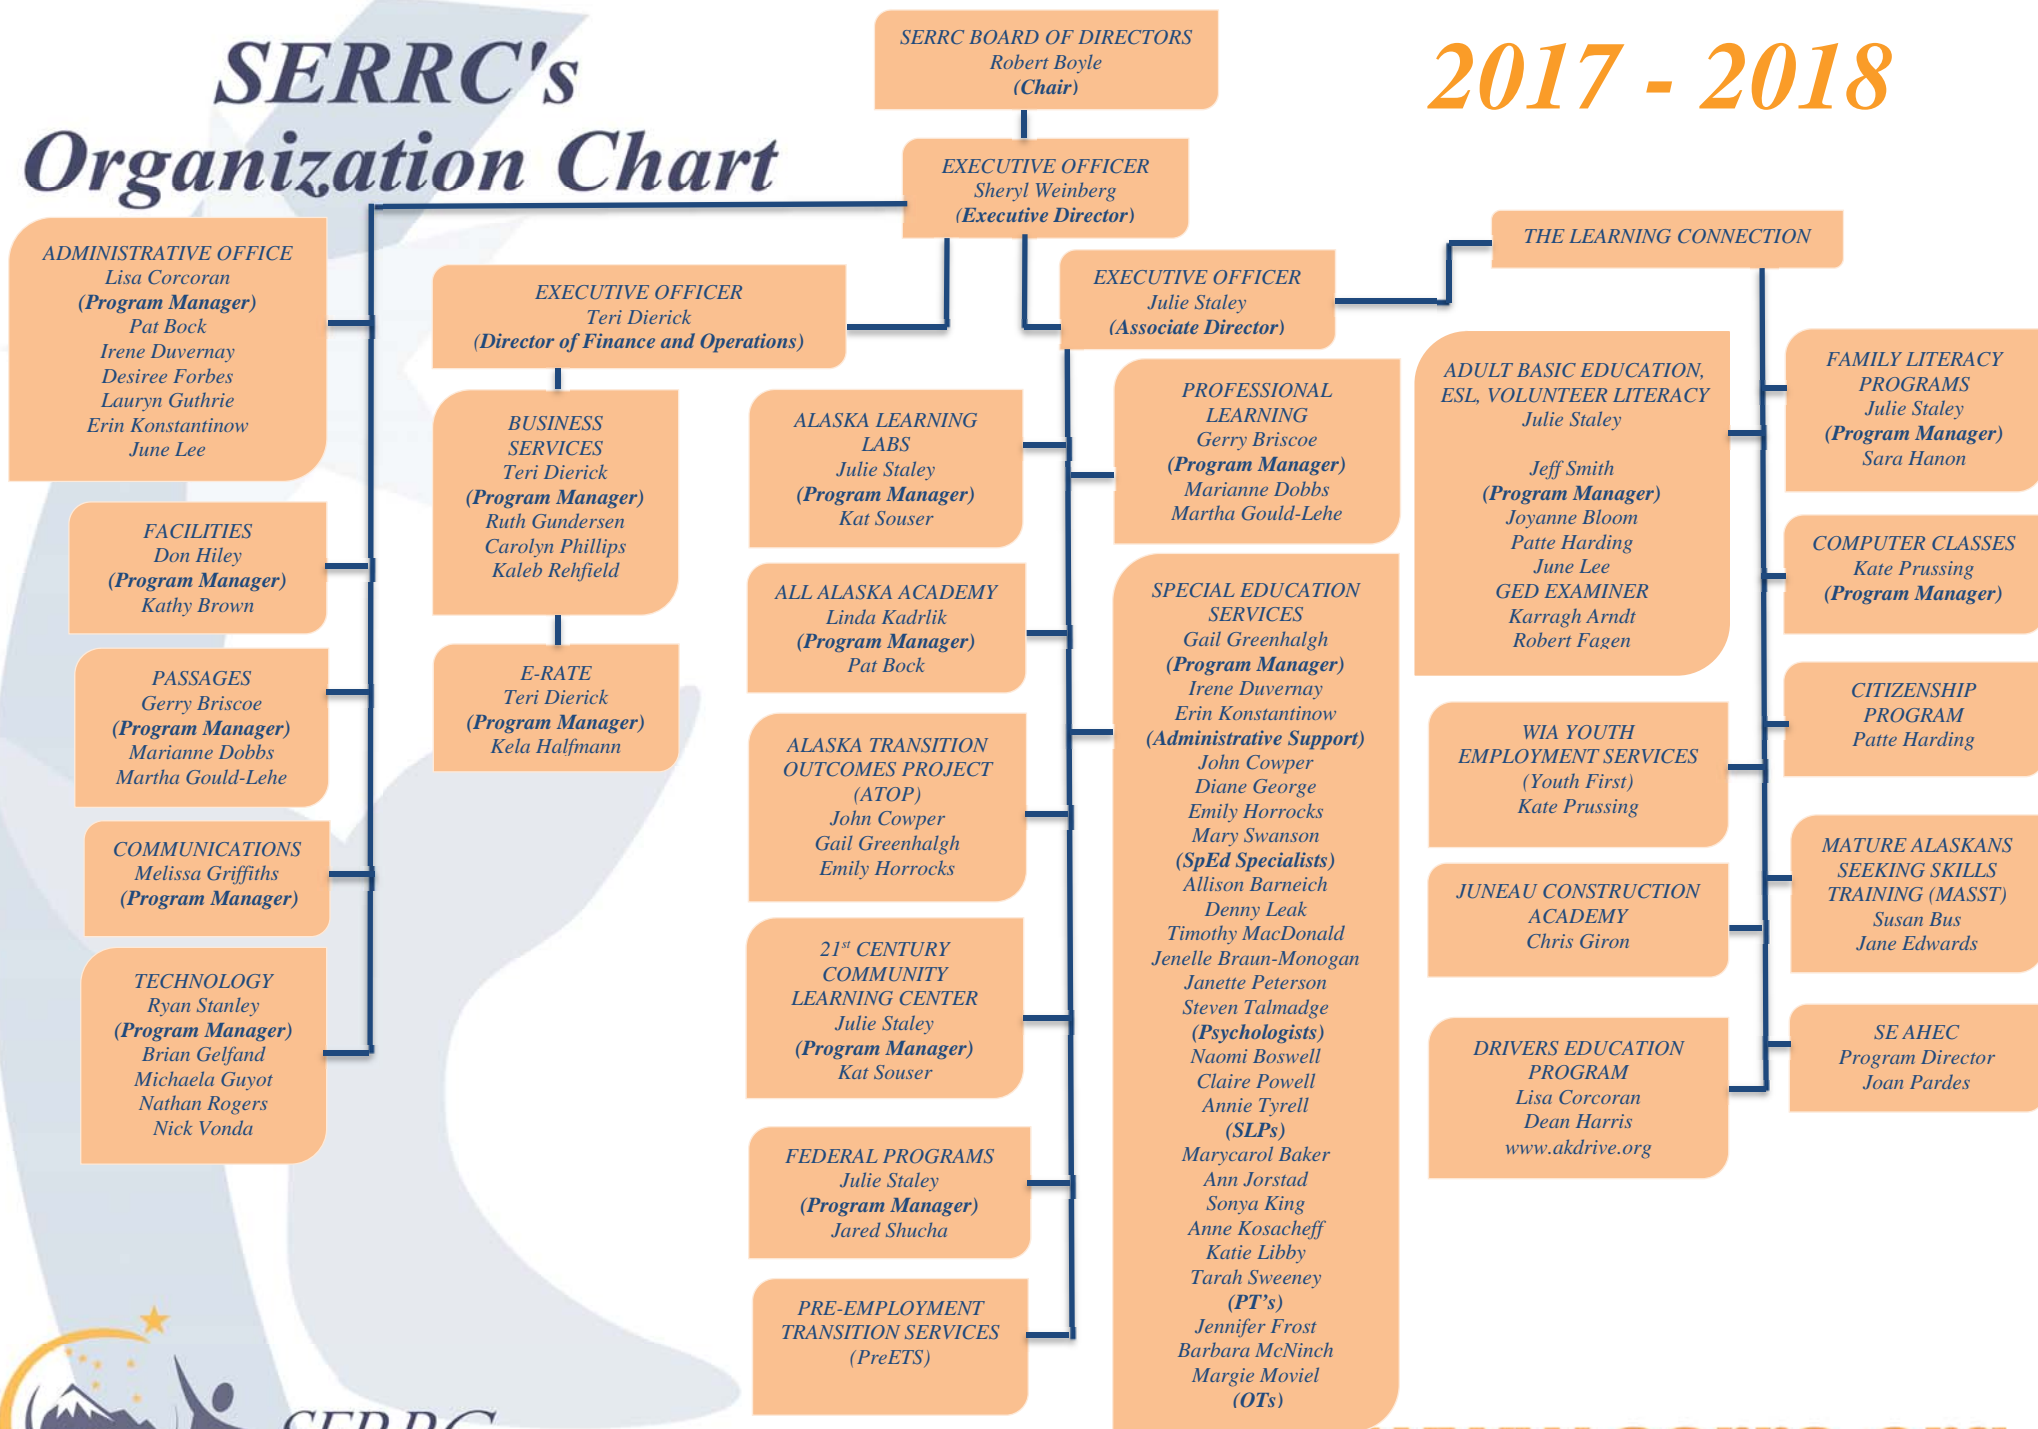 SERRC's
Organization Chart
2017 - 2018
SERRC BOARD OF DIRECTORS
Robert Boyle
(Chair)
EXECUTIVE OFFICER
Sheryl Weinberg
(Executive Director)
ADMINISTRATIVE OFFICE
Lisa Corcoran
(Program Manager)
Pat Bock
Irene Duvernay
Desiree Forbes
Lauryn Guthrie
Erin Konstantinow
June Lee
FACILITIES
Don Hiley
(Program Manager)
Kathy Brown
PASSAGES
Gerry Briscoe
(Program Manager)
Marianne Dobbs
Martha Gould-Lehe
COMMUNICATIONS
Melissa Griffiths
(Program Manager)
TECHNOLOGY
Ryan Stanley
(Program Manager)
Brian Gelfand
Michaela Guyot
Nathan Rogers
Nick Vonda
EXECUTIVE OFFICER
Teri Dierick
(Director of Finance and Operations)
BUSINESS
SERVICES
Teri Dierick
(Program Manager)
Ruth Gundersen
Carolyn Phillips
Kaleb Rehfield
E-RATE
Teri Dierick
(Program Manager)
Kela Halfmann
EXECUTIVE OFFICER
Julie Staley
(Associate Director)
ALASKA LEARNING
LABS
Julie Staley
(Program Manager)
Kat Souser
ALL ALASKA ACADEMY
Linda Kadrlik
(Program Manager)
Pat Bock
ALASKA TRANSITION
OUTCOMES PROJECT
(ATOP)
John Cowper
Gail Greenhalgh
Emily Horrocks
21st CENTURY
COMMUNITY
LEARNING CENTER
Julie Staley
(Program Manager)
Kat Souser
FEDERAL PROGRAMS
Julie Staley
(Program Manager)
Jared Shucha
PRE-EMPLOYMENT
TRANSITION SERVICES
(PreETS)
PROFESSIONAL
LEARNING
Gerry Briscoe
(Program Manager)
Marianne Dobbs
Martha Gould-Lehe
SPECIAL EDUCATION
SERVICES
Gail Greenhalgh
(Program Manager)
Irene Duvernay
Erin Konstantinow
(Administrative Support)
John Cowper
Diane George
Emily Horrocks
Mary Swanson
(SpEd Specialists)
Allison Barneich
Denny Leak
Timothy MacDonald
Jenelle Braun-Monogan
Janette Peterson
Steven Talmadge
(Psychologists)
Naomi Boswell
Claire Powell
Annie Tyrell
(SLPs)
Marycarol Baker
Ann Jorstad
Sonya King
Anne Kosacheff
Katie Libby
Tarah Sweeney
(PT’s)
Jennifer Frost
Barbara McNinch
Margie Moviel
(OTs)
THE LEARNING CONNECTION
ADULT BASIC EDUCATION,
ESL, VOLUNTEER LITERACY
Julie Staley
Jeff Smith
(Program Manager)
Joyanne Bloom
Patte Harding
June Lee
GED EXAMINER
Karragh Arndt
Robert Fagen
WIA YOUTH
EMPLOYMENT SERVICES
(Youth First)
Kate Prussing
JUNEAU CONSTRUCTION
ACADEMY
Chris Giron
DRIVERS EDUCATION
PROGRAM
Lisa Corcoran
Dean Harris
www.akdrive.org
FAMILY LITERACY
PROGRAMS
Julie Staley
(Program Manager)
Sara Hanon
COMPUTER CLASSES
Kate Prussing
(Program Manager)
CITIZENSHIP
PROGRAM
Patte Harding
MATURE ALASKANS
SEEKING SKILLS
TRAINING (MASST)
Susan Bus
Jane Edwards
SE AHEC
Program Director
Joan Pardes
SERRC